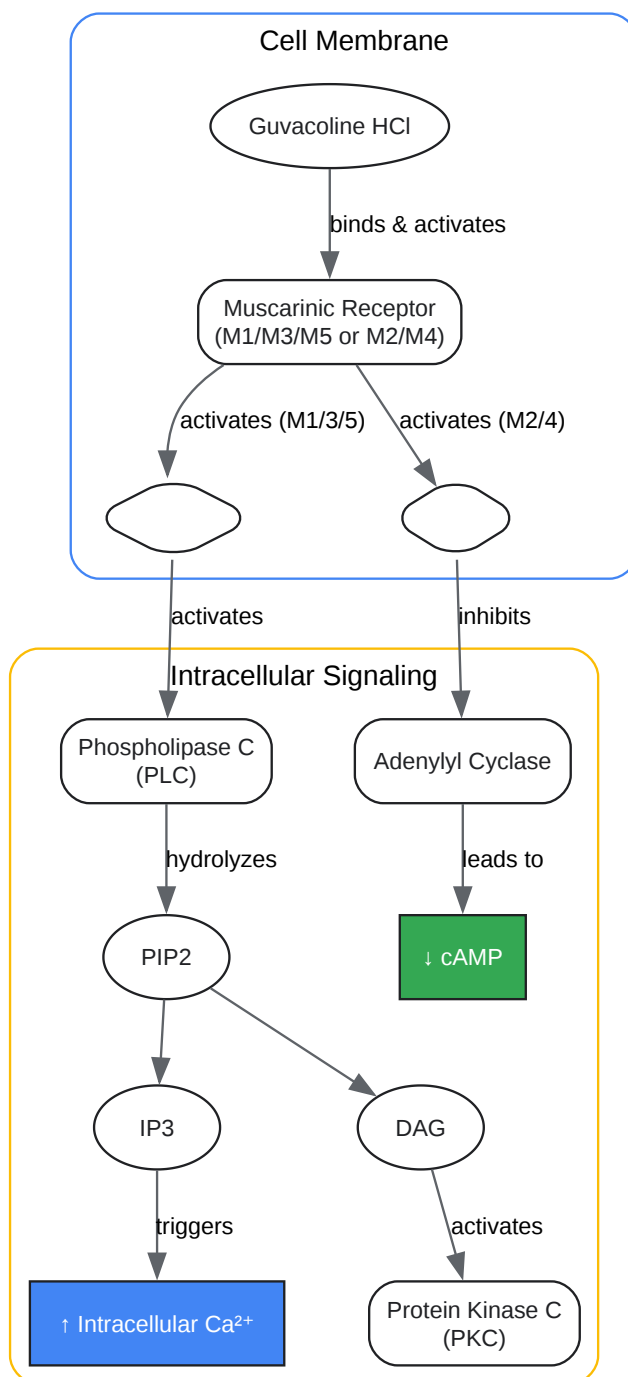 Cell Membrane
Guvacoline HCl
binds & activates
Muscarinic Receptor
(M1/M3/M5 or M2/M4)
activates (M1/3/5)
activates (M2/4)
activates
inhibits
Intracellular Signaling
Phospholipase C
(PLC)
Adenylyl Cyclase
hydrolyzes
leads to
PIP2
↓ cAMP
IP3
DAG
triggers
activates
↑ Intracellular Ca²⁺
Protein Kinase C
(PKC)